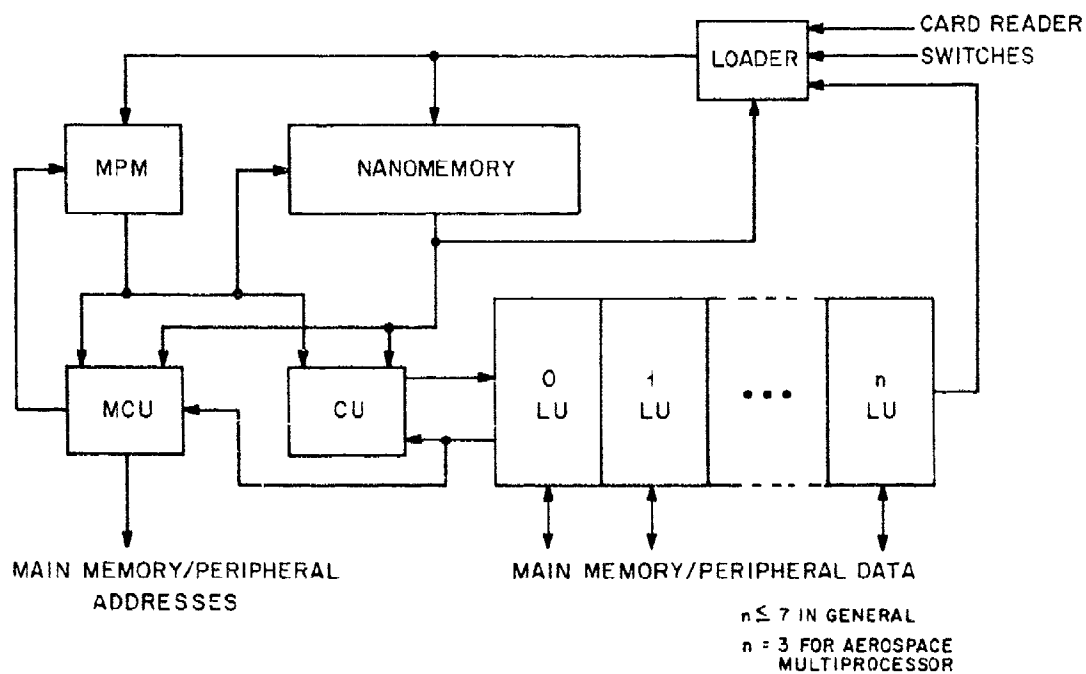 CARD READER
LOADER
SWITCHES
MPM
NANOMEMORY
MCU
CU
0
LU
1
LU
•••
n
LU
MAIN MEMORY/PERIPHERAL
ADDRESSES
MAIN MEMORY/PERIPHERAL DATA
n ≤ 7 IN GENERAL
n = 3 FOR AEROSPACE
MULTIPROCESSOR